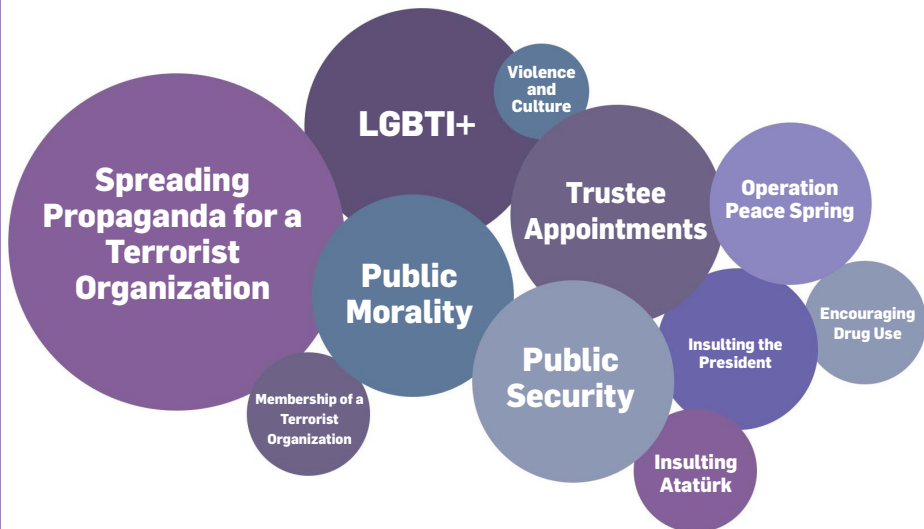 Spreading
Propaganda for a
Terrorist
Organization
LGBTI+
Violence
and
Culture
Trustee
Appointments
Operation
Peace Spring
Public
Morality
Public
Security
Insulting the
President
Encouraging
Drug Use
Membership of a
Terrorist
Organization
Insulting
Atatürk